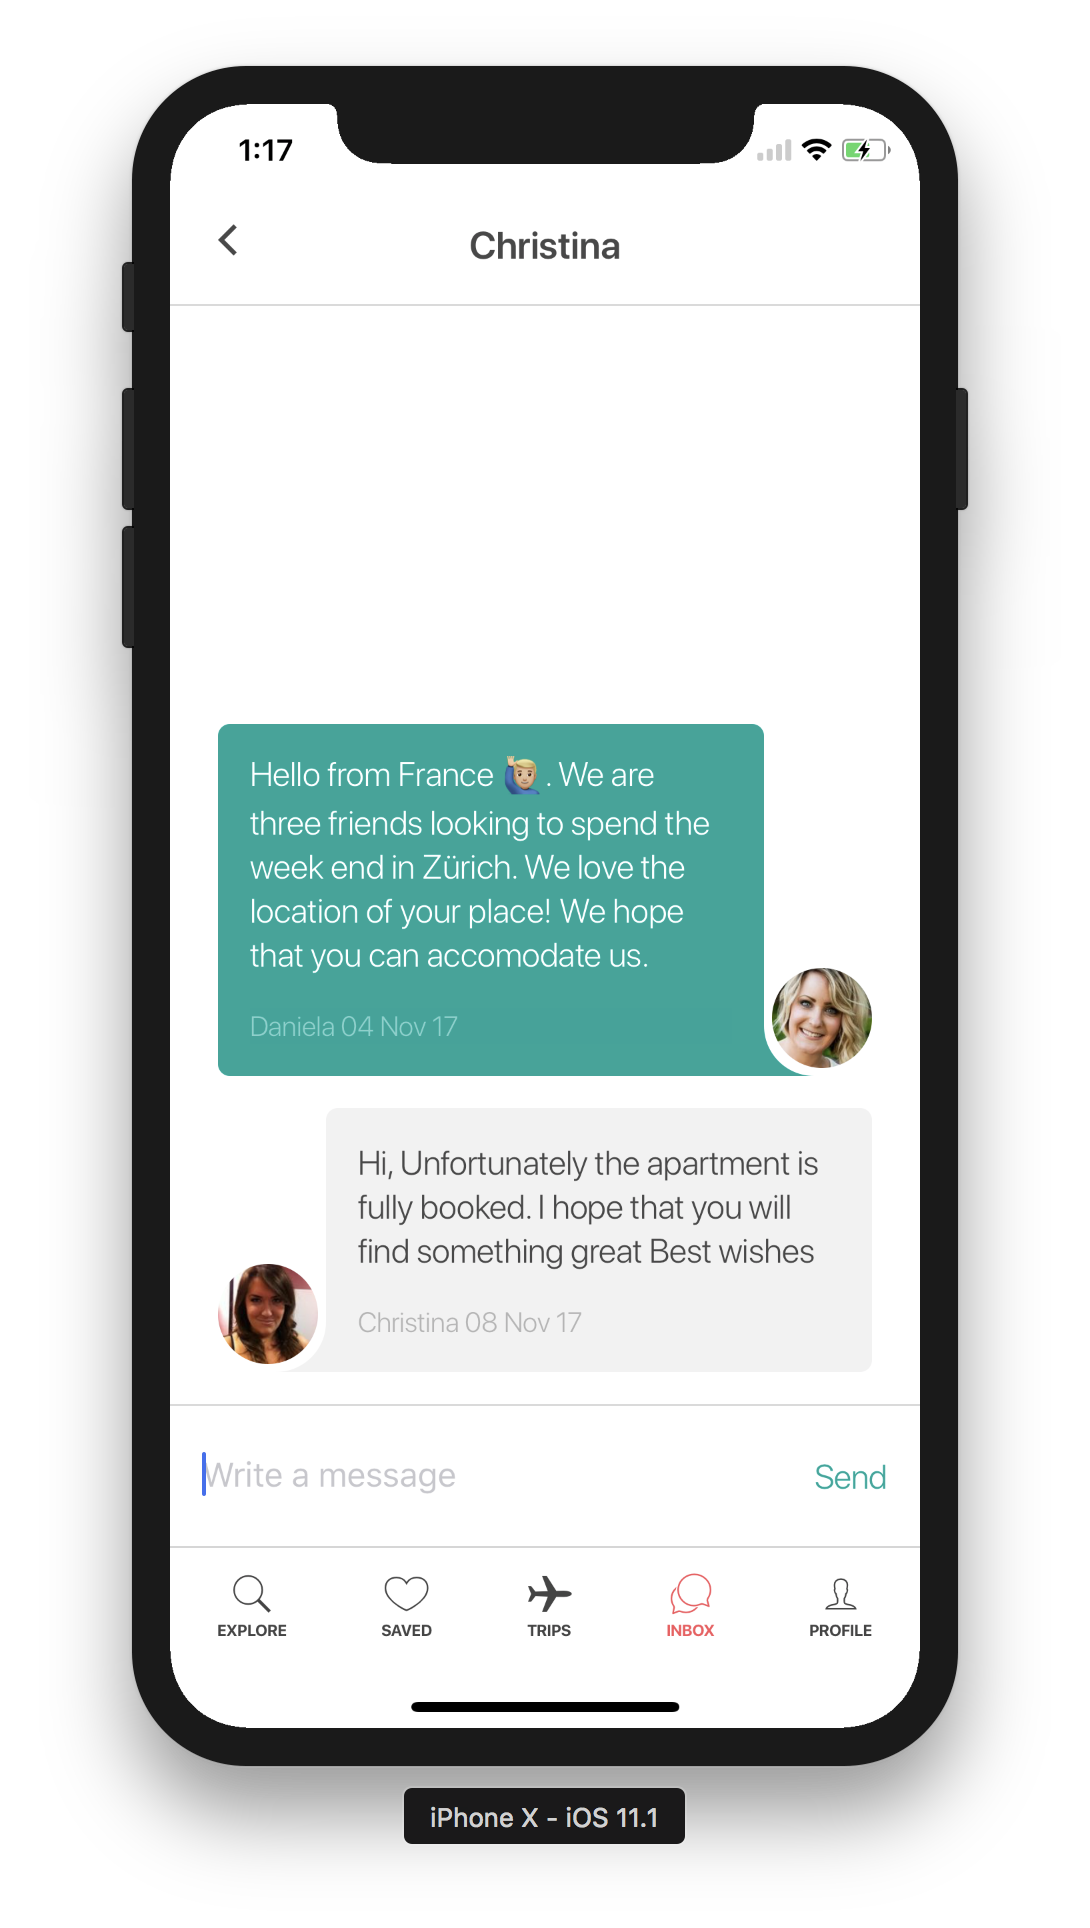 1:17
Christina
Hello from France 🙋🏼‍♂️. We are
three friends looking to spend the
week end in Zürich. We love the
location of your place! We hope
that you can accomodate us.
Daniela 04 Nov 17
Hi, Unfortunately the apartment is
fully booked. I hope that you will
find something great Best wishes
Christina 08 Nov 17
Write a message
Send
EXPLORE SAVED TRIPS INBOX PROFILE
iPhone X - iOS 11.1